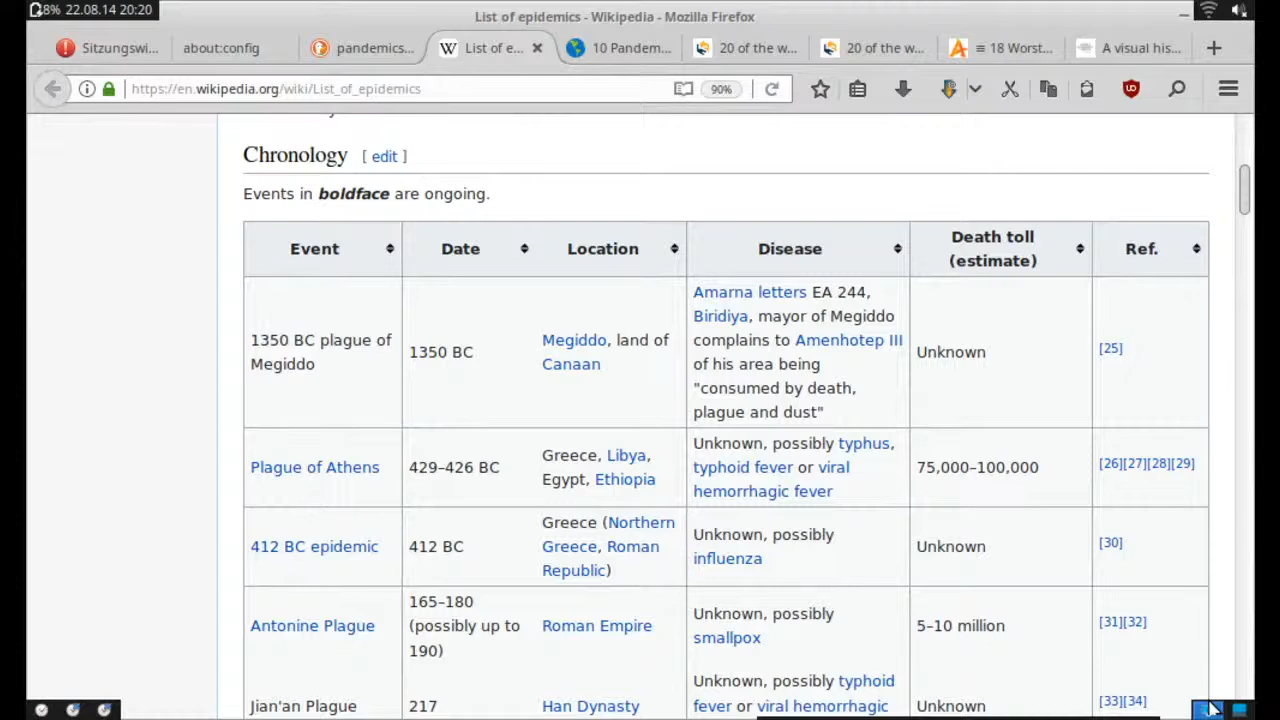 48% 22.08.14 20:20
List of epidemics - Wikipedia - Mozilla Firefox
Sitzungswi...
about:config
pandemics...
List of e...
10 Pandem...
20 of the w...
20 of the w...
≡ 18 Worst...
A visual his...
https://en.wikipedia.org/wiki/List_of_epidemics
90%
Chronology [ edit ]
Events in boldface are ongoing.
Event
Date
Location
Disease
Death toll
(estimate)
Ref.
1350 BC plague of
Megiddo
1350 BC
Megiddo, land of
Canaan
Amarna letters EA 244,
Biridiya, mayor of Megiddo
complains to Amenhotep III
of his area being
"consumed by death,
plague and dust"
Unknown
[25]
Plague of Athens
429–426 BC
Greece, Libya,
Egypt, Ethiopia
Unknown, possibly typhus,
typhoid fever or viral
hemorrhagic fever
75,000–100,000
[26][27][28][29]
412 BC epidemic
412 BC
Greece (Northern
Greece, Roman
Republic)
Unknown, possibly
influenza
Unknown
[30]
Antonine Plague
165–180
(possibly up to
190)
Roman Empire
Unknown, possibly
smallpox
5–10 million
[31][32]
Jian'an Plague
217
Han Dynasty
Unknown, possibly typhoid
fever or viral hemorrhagic
Unknown
[33][34]